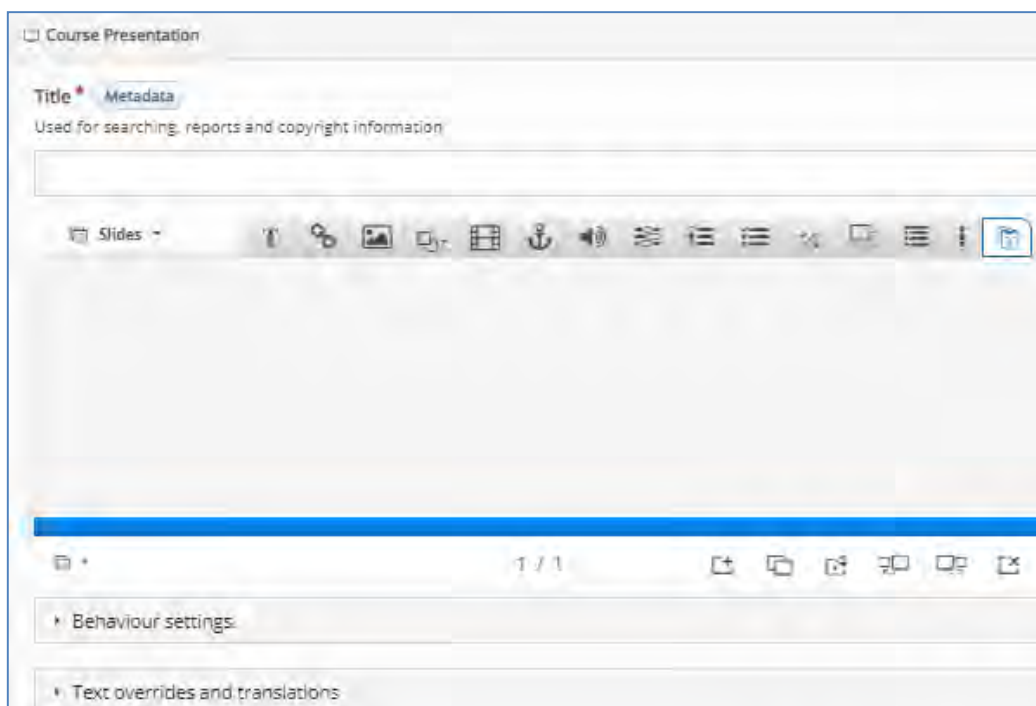 Course Presentation
Title * Metadata
Used for searching, reports and copyright information
Slides
1 / 1
Behaviour settings
Text overrides and translations